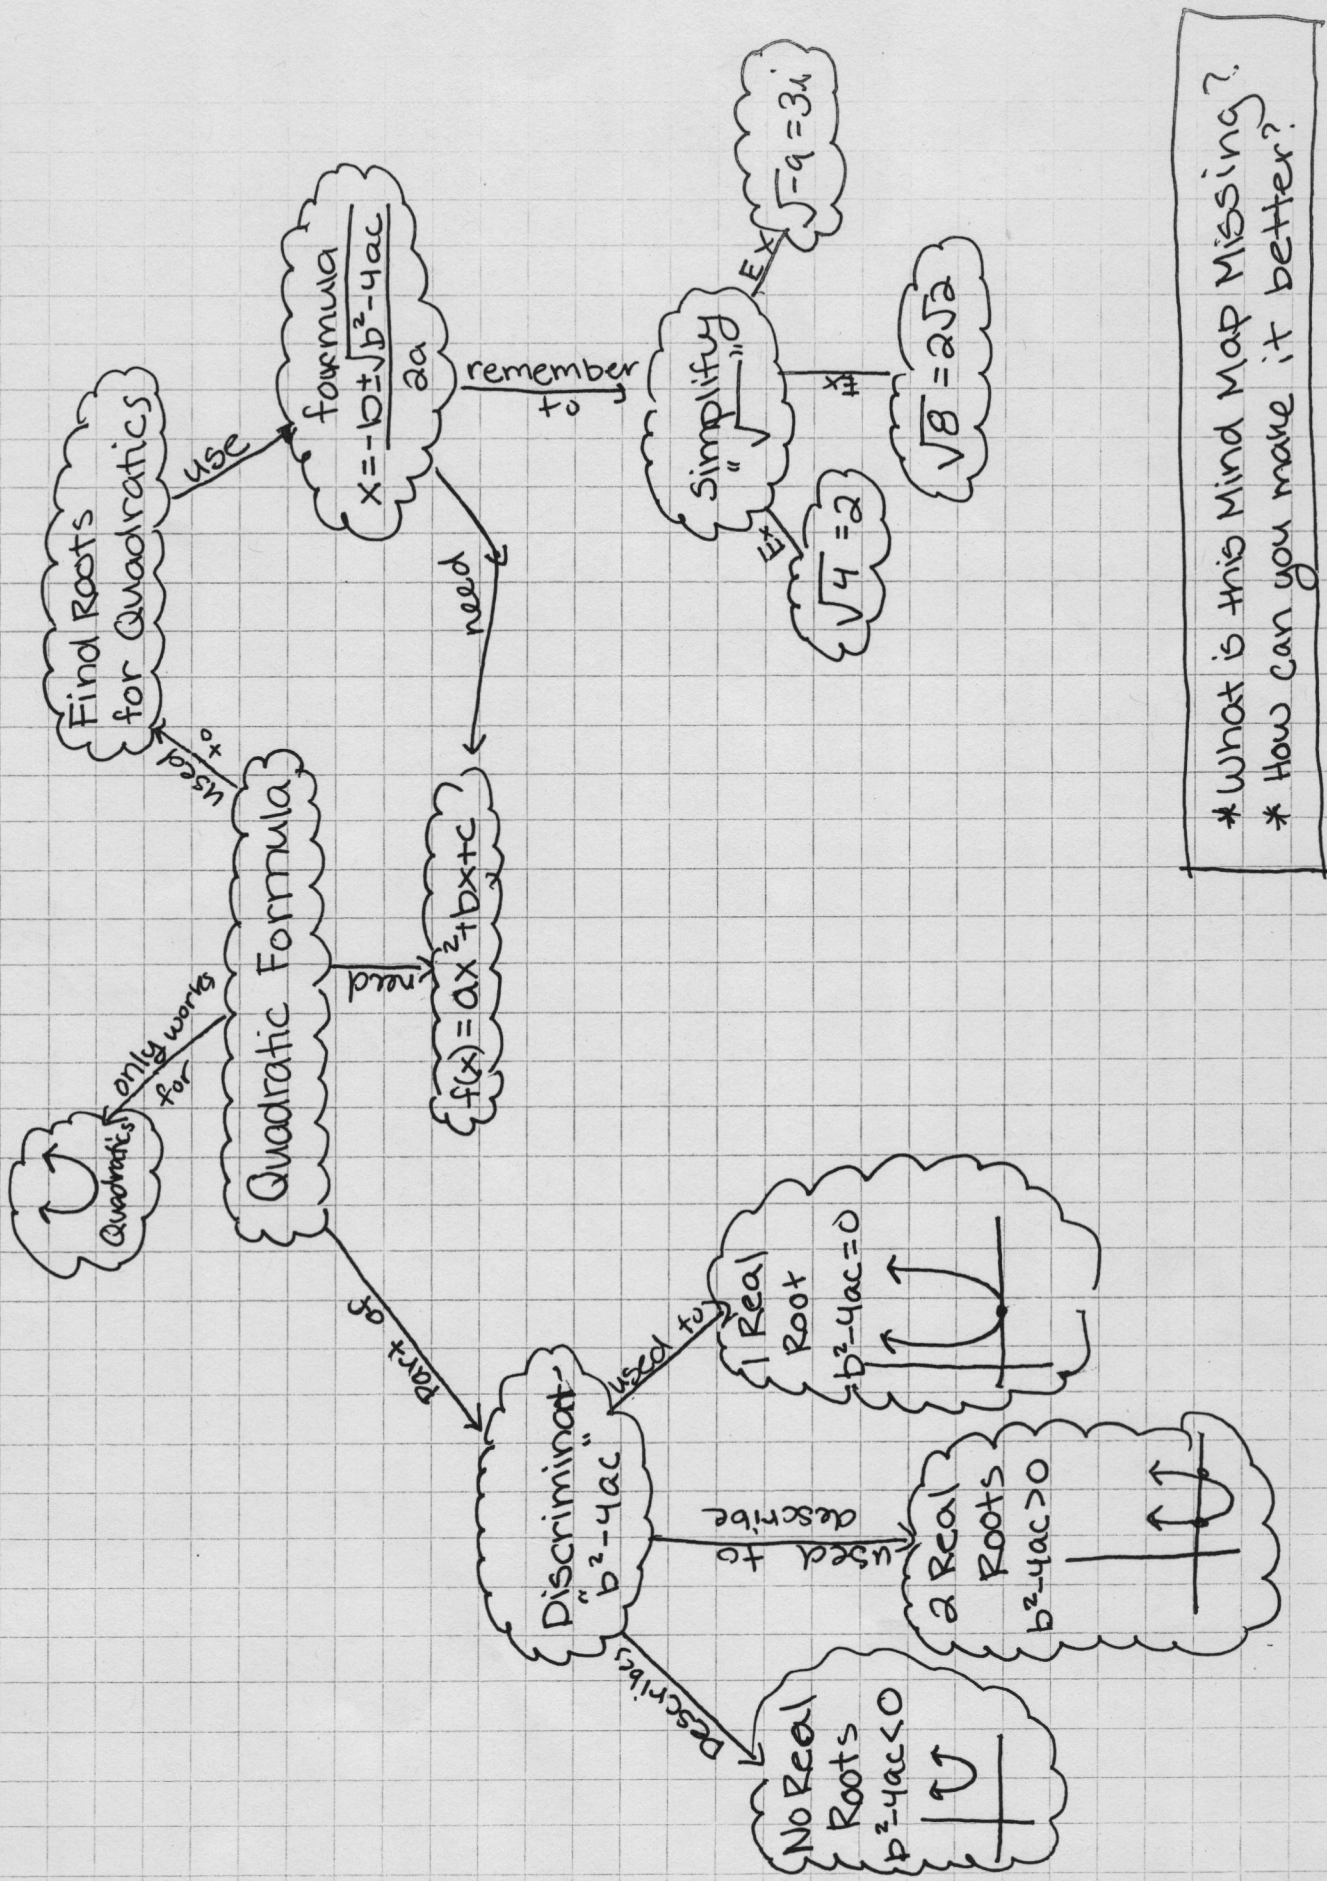 Quadratics
only works
for
used
to
Find Roots
for Quadratics
use
Quadratic Formula
formula
x=-b±√b²-4ac
2a
Part of
need
f(x)=ax²+bx+c
need
remember
to
Discriminat-
"b²-4ac"
Simplify
"√ "
Ex
√-9=3i
Ex
√4=2
Ex
√8=2√2
Describes
used to
describe
used to
No Real
Roots
b²-4ac<0
2 Real
Roots
b²-4ac>0
1 Real
Root
b²-4ac=0
*What is this Mind Map Missing?
* How can you make it better?